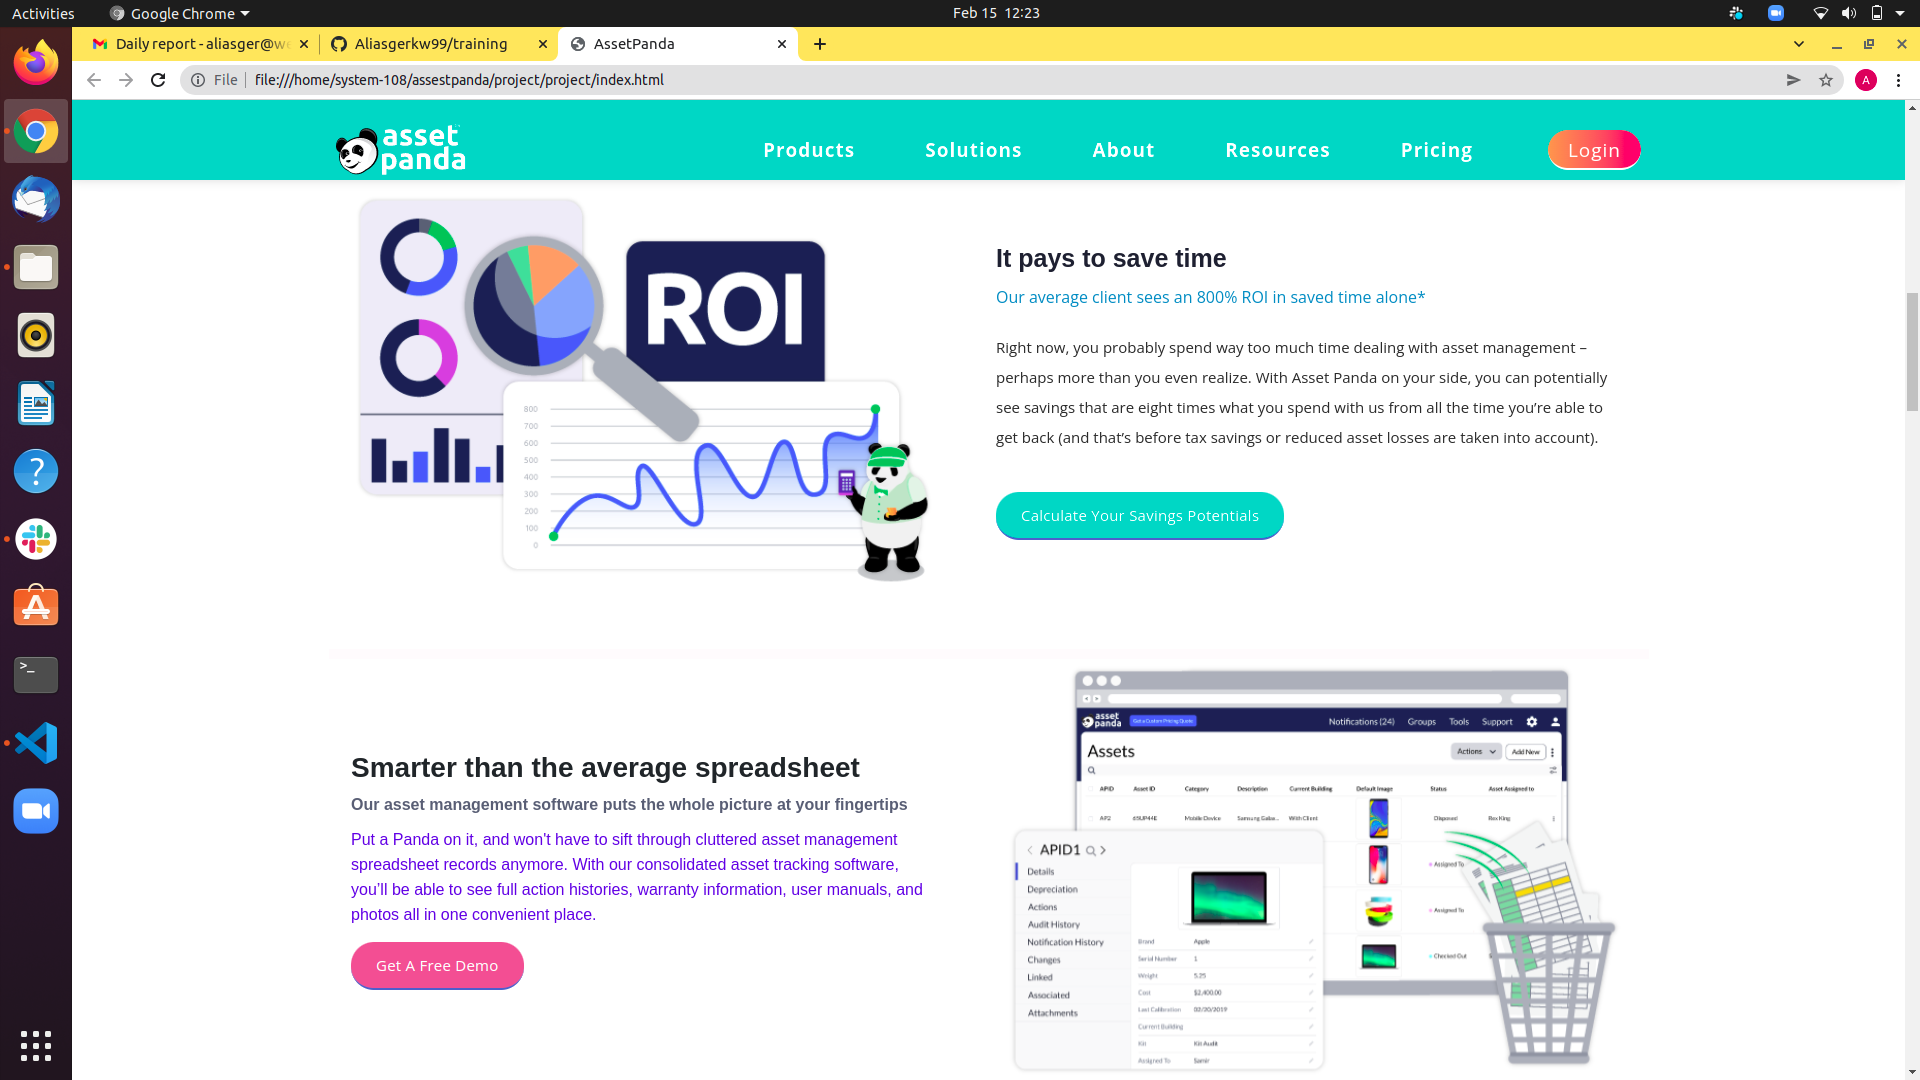 Activities
Google Chrome
Feb 15 12:23
Daily report - aliasger@we
Aliasgerkw99/training
AssetPanda
File
file:///home/system-108/assestpanda/project/project/index.html
A
asset
panda
Products
Solutions
About
Resources
Pricing
Login
ROI
800
700
600
500
400
300
200
100
0
It pays to save time
Our average client sees an 800% ROI in saved time alone*
Right now, you probably spend way too much time dealing with asset management –
perhaps more than you even realize. With Asset Panda on your side, you can potentially
see savings that are eight times what you spend with us from all the time you’re able to
get back (and that’s before tax savings or reduced asset losses are taken into account).
Calculate Your Savings Potentials
Smarter than the average spreadsheet
Our asset management software puts the whole picture at your fingertips
Put a Panda on it, and won't have to sift through cluttered asset management
spreadsheet records anymore. With our consolidated asset tracking software,
you’ll be able to see full action histories, warranty information, user manuals, and
photos all in one convenient place.
Get A Free Demo
asset
panda
Get a Custom Pricing Quote
Notifications (24)
Groups
Tools
Support
Assets
Actions
Add New
APID
Asset ID
Category
Description
Current Building
Default Image
Status
Asset Assigned to
AP2
65UP44E
Mobile Device
Samsung Galax...
With Client
Disposed
Rex King
Assigned To
Assigned To
Checked Out
APID1
Details
Depreciation
Actions
Audit History
Notification History
Changes
Linked
Associated
Attachments
Brand
Apple
Serial Number
1
Weight
5.25
Cost
$2,400.00
Last Calibration
02/20/2019
Current Building
Kit
Kit Audit
Assigned To
Samir